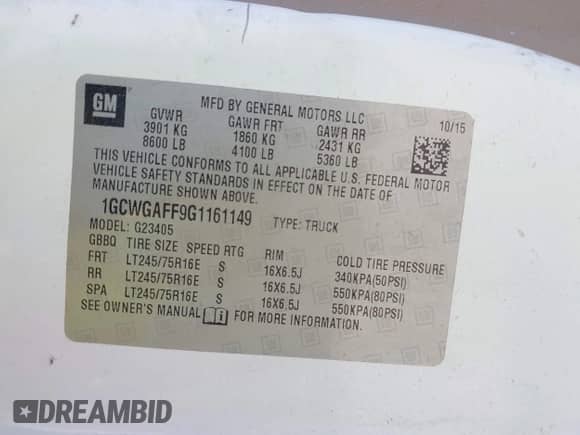 GM
MFD BY GENERAL MOTORS LLC
10/15
GVWR GAWR FRT GAWR RR
3901 KG 1860 KG 2431 KG
8600 LB 4100 LB 5360 LB
THIS VEHICLE CONFORMS TO ALL APPLICABLE U.S. FEDERAL MOTOR
VEHICLE SAFETY STANDARDS IN EFFECT ON THE DATE OF
MANUFACTURE SHOWN ABOVE.
1GCWGAFF9G1161149 TYPE: TRUCK
MODEL: G23405
GBBQ TIRE SIZE SPEED RTG RIM COLD TIRE PRESSURE
FRT LT245/75R16E S 16X6.5J 340KPA(50PSI)
RR LT245/75R16E S 16X6.5J 550KPA(80PSI)
SPA LT245/75R16E S 16X6.5J 550KPA(80PSI)
SEE OWNER'S MANUAL FOR MORE INFORMATION.
DREAMBID